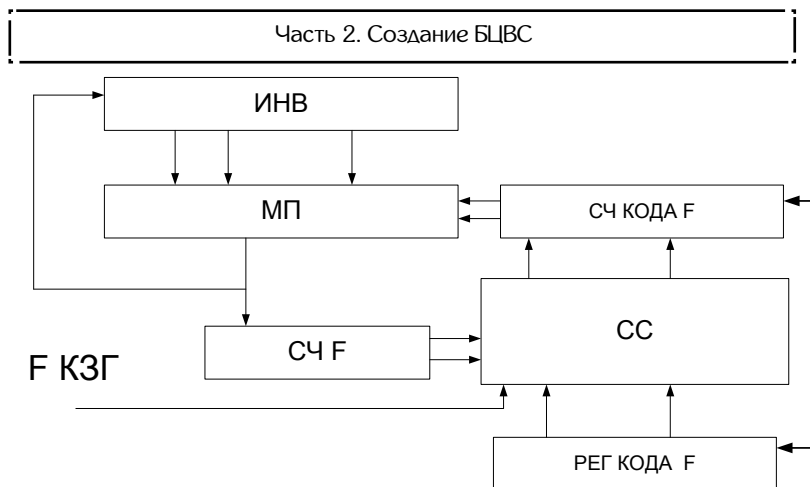 Часть 2. Создание БЦВС
ИНВ
МП
СЧ КОДА F
СС
СЧ F
F КЗГ
РЕГ КОДА F